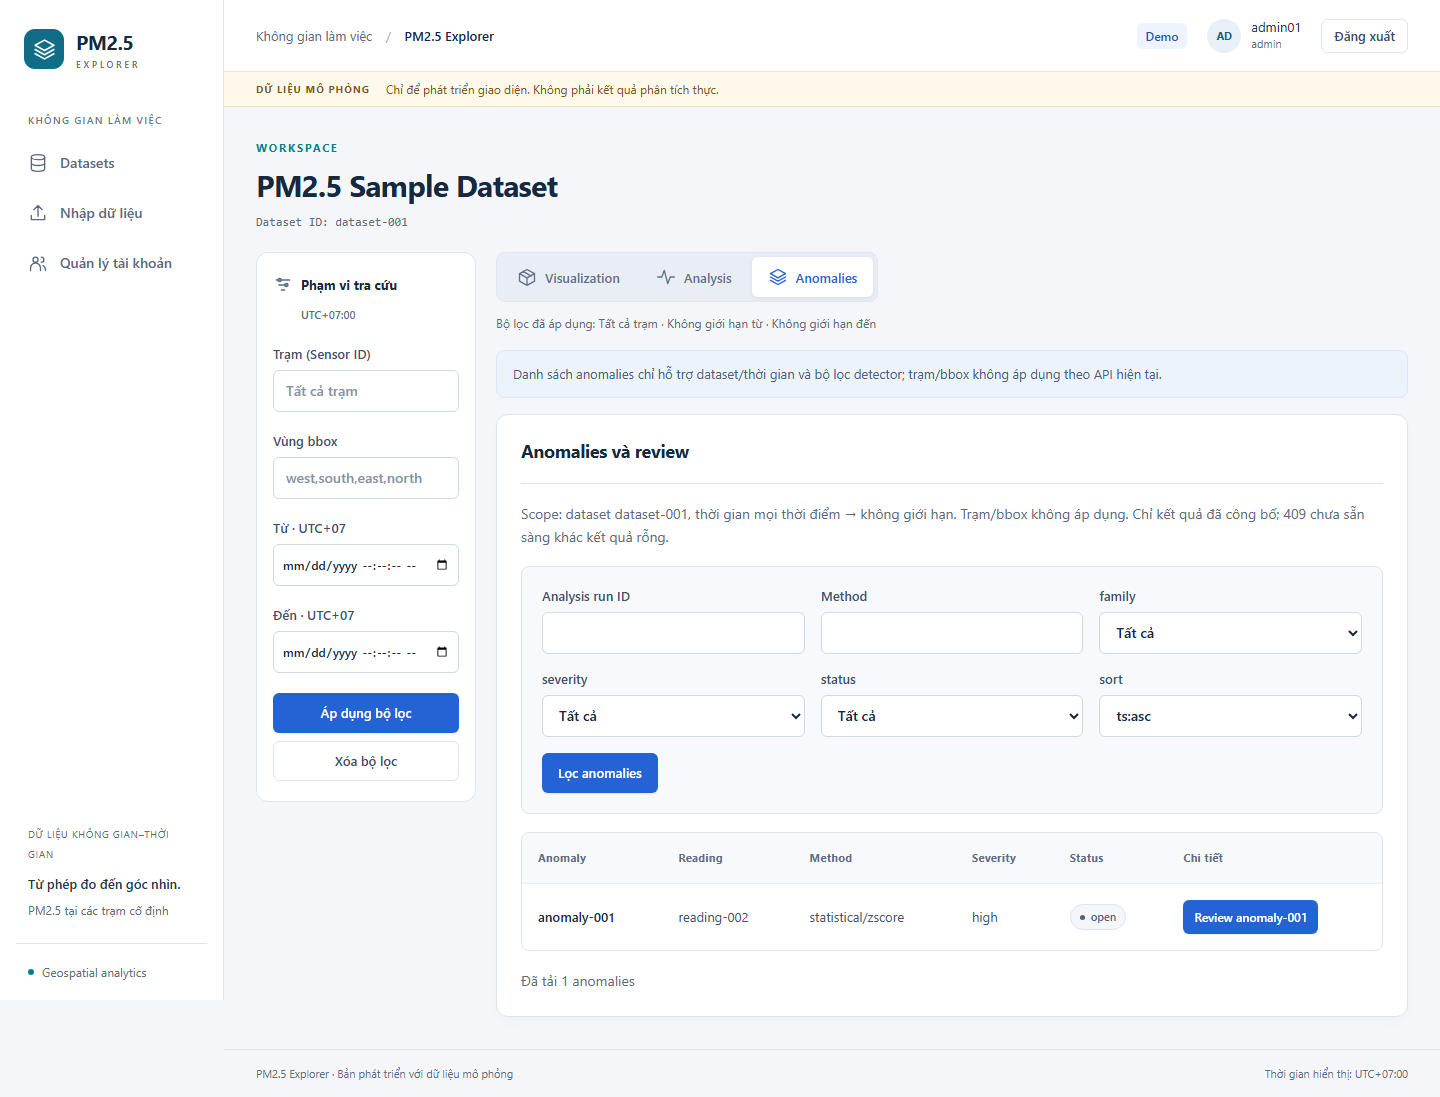 PM2.5
EXPLORER
KHÔNG GIAN LÀM VIỆC
Datasets
Nhập dữ liệu
Quản lý tài khoản
DỮ LIỆU KHÔNG GIAN–THỜI
GIAN
Từ phép đo đến góc nhìn.
PM2.5 tại các trạm cố định
Geospatial analytics
Không gian làm việc / PM2.5 Explorer
Demo
AD
admin01
admin
Đăng xuất
DỮ LIỆU MÔ PHỎNG Chỉ để phát triển giao diện. Không phải kết quả phân tích thực.
WORKSPACE
PM2.5 Sample Dataset
Dataset ID: dataset-001
Phạm vi tra cứu
UTC+07:00
Trạm (Sensor ID)
Tất cả trạm
Vùng bbox
west,south,east,north
Từ · UTC+07
mm/dd/yyyy --:--:-- --
Đến · UTC+07
mm/dd/yyyy --:--:-- --
Áp dụng bộ lọc
Xóa bộ lọc
Visualization Analysis Anomalies
Bộ lọc đã áp dụng: Tất cả trạm · Không giới hạn từ · Không giới hạn đến
Danh sách anomalies chỉ hỗ trợ dataset/thời gian và bộ lọc detector; trạm/bbox không áp dụng theo API hiện tại.
Anomalies và review
Scope: dataset dataset-001, thời gian mọi thời điểm → không giới hạn. Trạm/bbox không áp dụng. Chỉ kết quả đã công bố; 409 chưa sẵn
sàng khác kết quả rỗng.
Analysis run ID Method family
Tất cả
severity status sort
Tất cả Tất cả ts:asc
Lọc anomalies
Anomaly Reading Method Severity Status Chi tiết
anomaly-001 reading-002 statistical/zscore high open Review anomaly-001
Đã tải 1 anomalies
PM2.5 Explorer · Bản phát triển với dữ liệu mô phỏng
Thời gian hiển thị: UTC+07:00